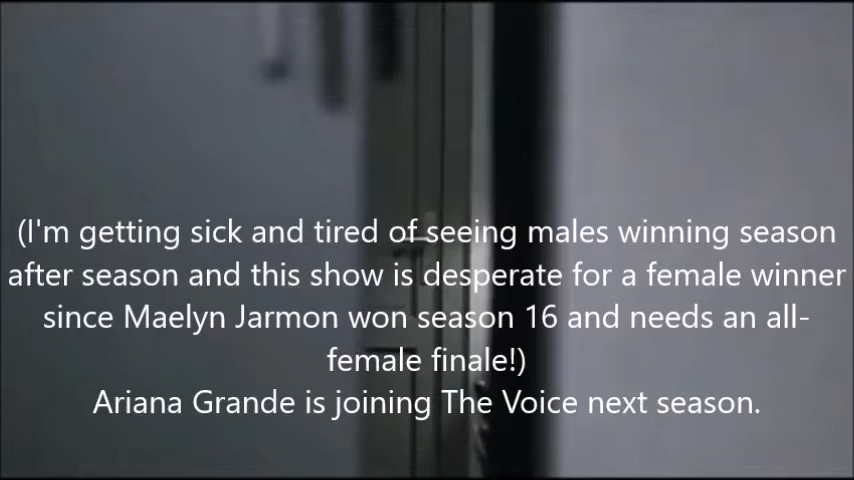 (I'm getting sick and tired of seeing males winning season
after season and this show is desperate for a female winner
since Maelyn Jarmon won season 16 and needs an all-
female finale!)
Ariana Grande is joining The Voice next season.